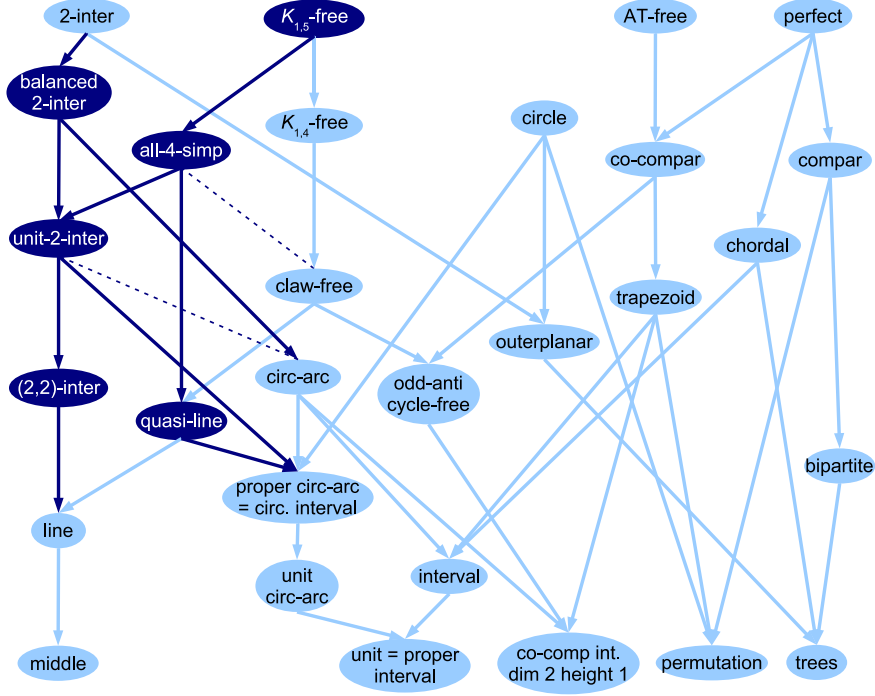 2-inter
K1,5-free
AT-free
perfect
balanced
2-inter
K1,4-free
circle
all-4-simp
co-compar
compar
unit-2-inter
chordal
claw-free
trapezoid
outerplanar
circ-arc
(2,2)-inter
odd-anti
cycle-free
quasi-line
bipartite
proper circ-arc
= circ. interval
line
unit
circ-arc
interval
middle
unit = proper
interval
co-comp int.
dim 2 height 1
permutation
trees